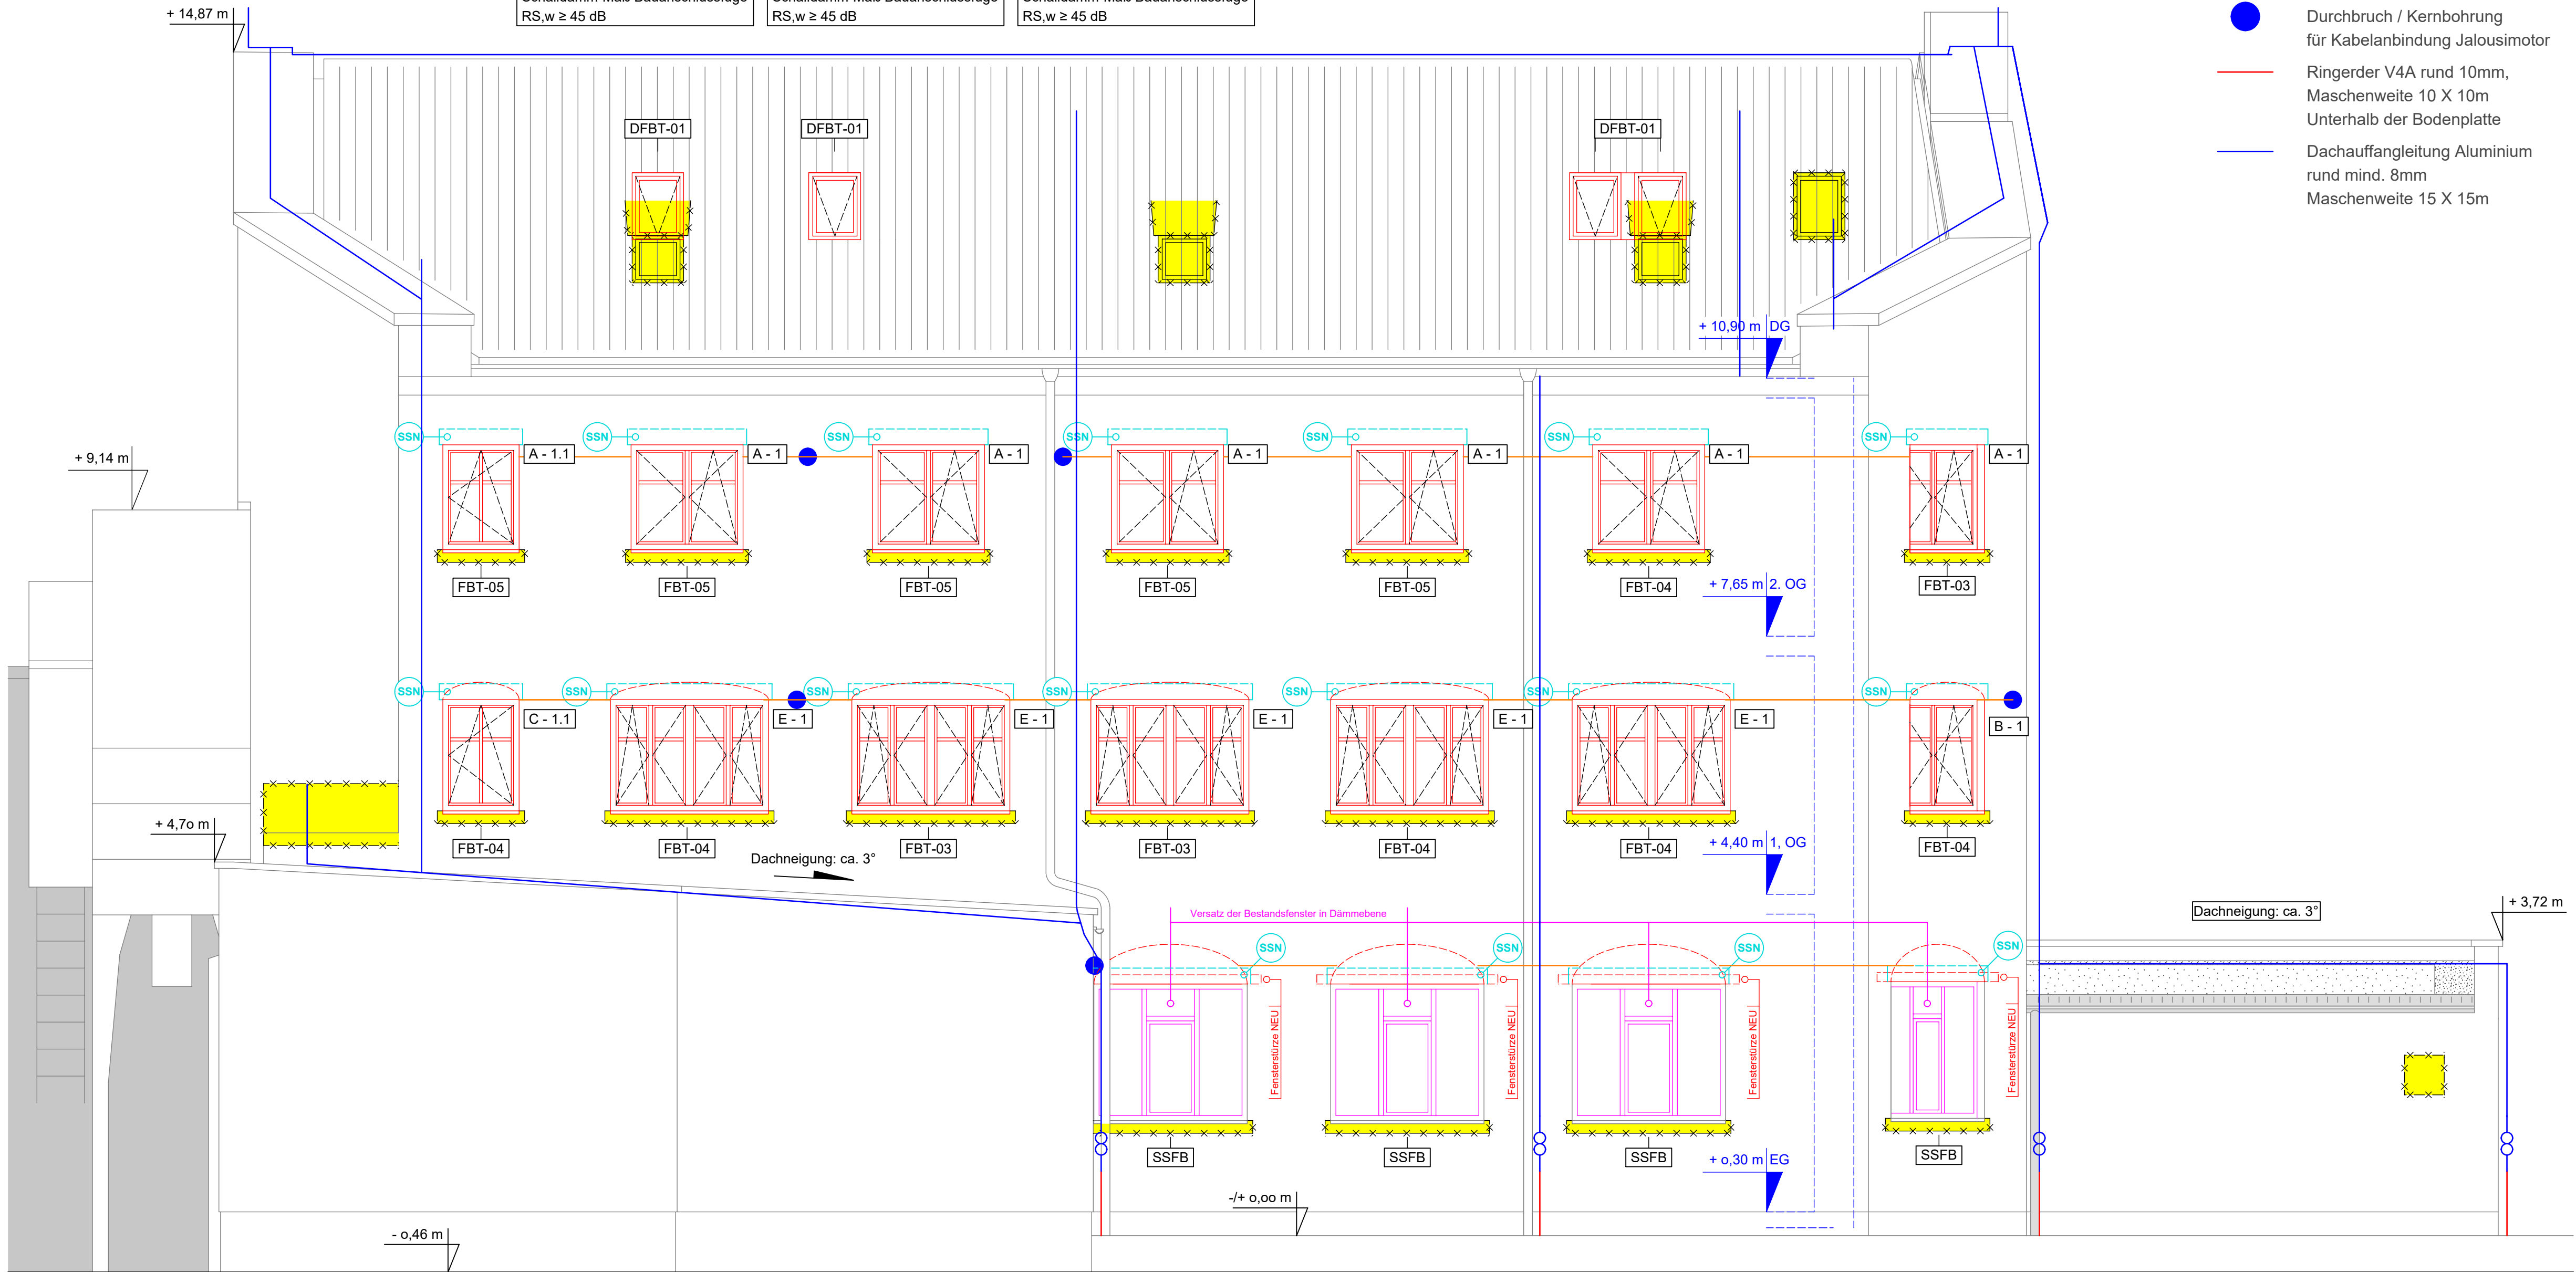 + 14,87 m
RS,w ≥ 45 dB
RS,w ≥ 45 dB
RS,w ≥ 45 dB
Durchbruch / Kernbohrung
für Kabelanbindung Jalousimotor
Ringerder V4A rund 10mm,
Maschenweite 10 X 10m
Unterhalb der Bodenplatte
Dachauffangleitung Aluminium
rund mind. 8mm
Maschenweite 15 X 15m
DFBT-01
DFBT-01
DFBT-01
+ 10,90 m DG
SSN
SSN
SSN
SSN
SSN
SSN
SSN
A - 1.1
A - 1
A - 1
A - 1
A - 1
A - 1
A - 1
+ 9,14 m
FBT-05
FBT-05
FBT-05
FBT-05
FBT-05
FBT-04
FBT-03
+ 7,65 m 2. OG
SSN
SSN
SSN
SSN
SSN
SSN
SSN
C - 1.1
E - 1
E - 1
E - 1
E - 1
E - 1
B - 1
+ 4,7o m
FBT-04
FBT-04
FBT-03
FBT-03
FBT-04
FBT-04
FBT-04
+ 4,40 m 1, OG
Dachneigung: ca. 3°
Versatz der Bestandsfenster in Dämmebene
Dachneigung: ca. 3°
+ 3,72 m
SSN
SSN
SSN
SSN
Fensterstürze NEU
Fensterstürze NEU
Fensterstürze NEU
Fensterstürze NEU
SSFB
SSFB
SSFB
SSFB
+ o,30 m EG
-/+ o,oo m
- o,46 m